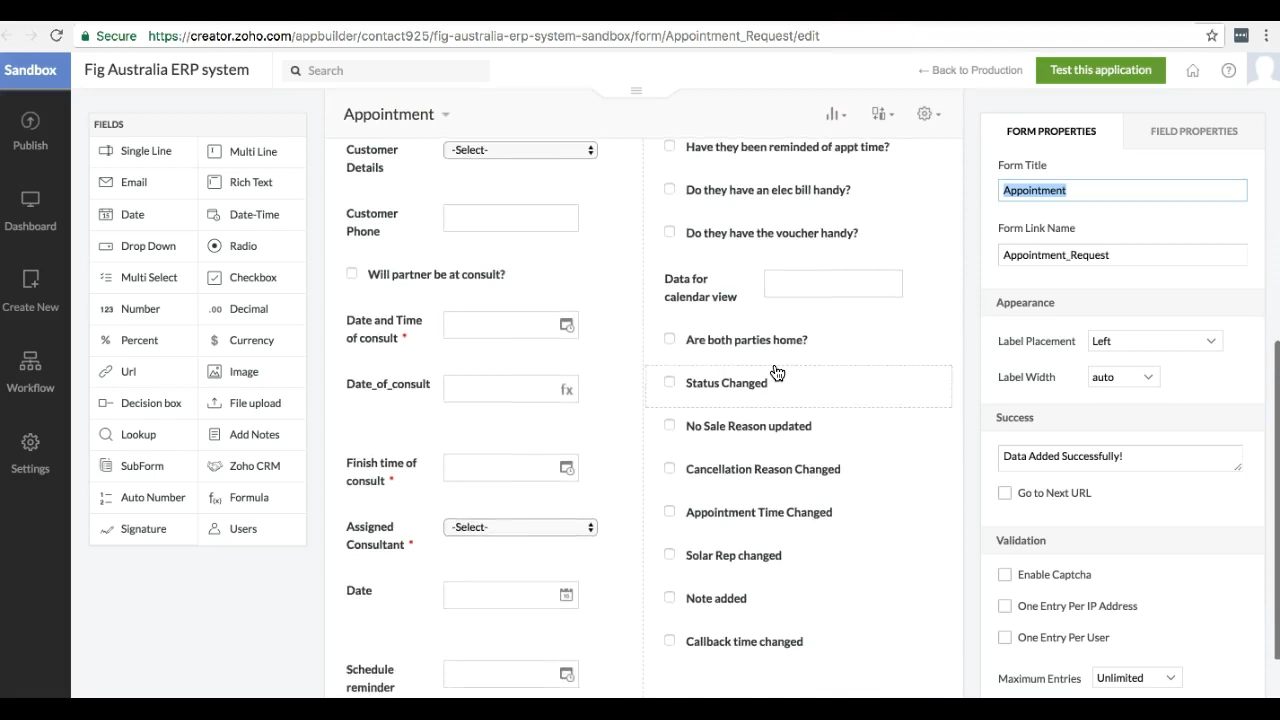 Secure https://creator.zoho.com/appbuilder/contact925/fig-australia-erp-system-sandbox/form/Appointment_Request/edit
Sandbox
Fig Australia ERP system
Search
← Back to Production
Test this application
?
Publish
Dashboard
Create New
Workflow
Settings
FIELDS
Single Line
Multi Line
Email
Rich Text
Date
Date-Time
Drop Down
Radio
Multi Select
Checkbox
123 Number
.00 Decimal
% Percent
$ Currency
Url
Image
Decision box
File upload
Lookup
Add Notes
SubForm
Zoho CRM
Auto Number
f(x) Formula
Signature
Users
Appointment
Customer
Details
-Select-
Customer
Phone
Will partner be at consult?
Date and Time
of consult *
Date_of_consult
fx
Finish time of
consult *
Assigned
Consultant *
-Select-
Date
Schedule
reminder
Have they been reminded of appt time?
Do they have an elec bill handy?
Do they have the voucher handy?
Data for
calendar view
Are both parties home?
Status Changed
No Sale Reason updated
Cancellation Reason Changed
Appointment Time Changed
Solar Rep changed
Note added
Callback time changed
FORM PROPERTIES
FIELD PROPERTIES
Form Title
Appointment
Form Link Name
Appointment_Request
Appearance
Label Placement Left
Label Width auto
Success
Data Added Successfully!
Go to Next URL
Validation
Enable Captcha
One Entry Per IP Address
One Entry Per User
Maximum Entries Unlimited